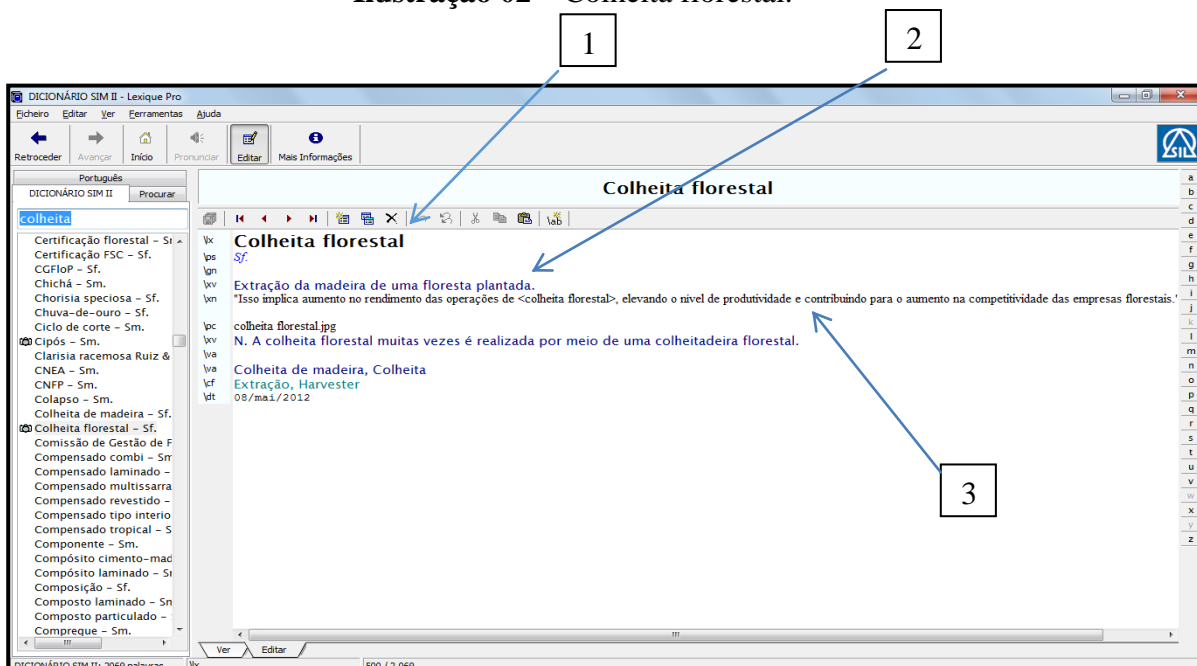 Ilustração 02 – Colheita florestal.
1
2
DICIONÁRIO SIM II - Lexique Pro
Ficheiro Editar Ver Ferramentas Ajuda
Retroceder Avançar Início Pronunciar Editar Mais Informações
SIL
Português
DICIONÁRIO SIM II Procurar
colheita
Certificação florestal – S
Certificação FSC – Sf.
CGFloP – Sf.
Chichá – Sm.
Chorisia speciosa – Sf.
Chuva-de-ouro – Sf.
Ciclo de corte – Sm.
Cipós – Sm.
Clarisia racemosa Ruiz &
CNEA – Sm.
CNFP – Sm.
Colapso – Sm.
Colheita de madeira – Sf.
Colheita florestal – Sf.
Comissão de Gestão de F
Compensado combi – Sm
Compensado laminado –
Compensado multissarra
Compensado revestido –
Compensado tipo interio
Compensado tropical – S
Componente – Sm.
Compósito cimento-mad
Compósito laminado – S
Composição – Sf.
Composto laminado – Sn
Composto particulado –
Compreque – Sm.
Colheita florestal
\lx Colheita florestal
\ps Sf.
\gn
\xv Extração da madeira de uma floresta plantada.
\xn "Isso implica aumento no rendimento das operações de <colheita florestal>, elevando o nivel de produtividade e contribuindo para o aumento na competitividade das empresas florestais."
\pc colheita florestal.jpg
\xv N. A colheita florestal muitas vezes é realizada por meio de uma colheitadeira florestal.
\va
\va Colheita de madeira, Colheita
\cf Extração, Harvester
\dt 08/mai/2012
3
a
b
c
d
e
f
g
h
i
j
k
l
m
n
o
p
q
r
s
t
u
v
w
x
y
z
Ver Editar
DICIONÁRIO SIM II: 2069 palavras \lx 500 / 2.069